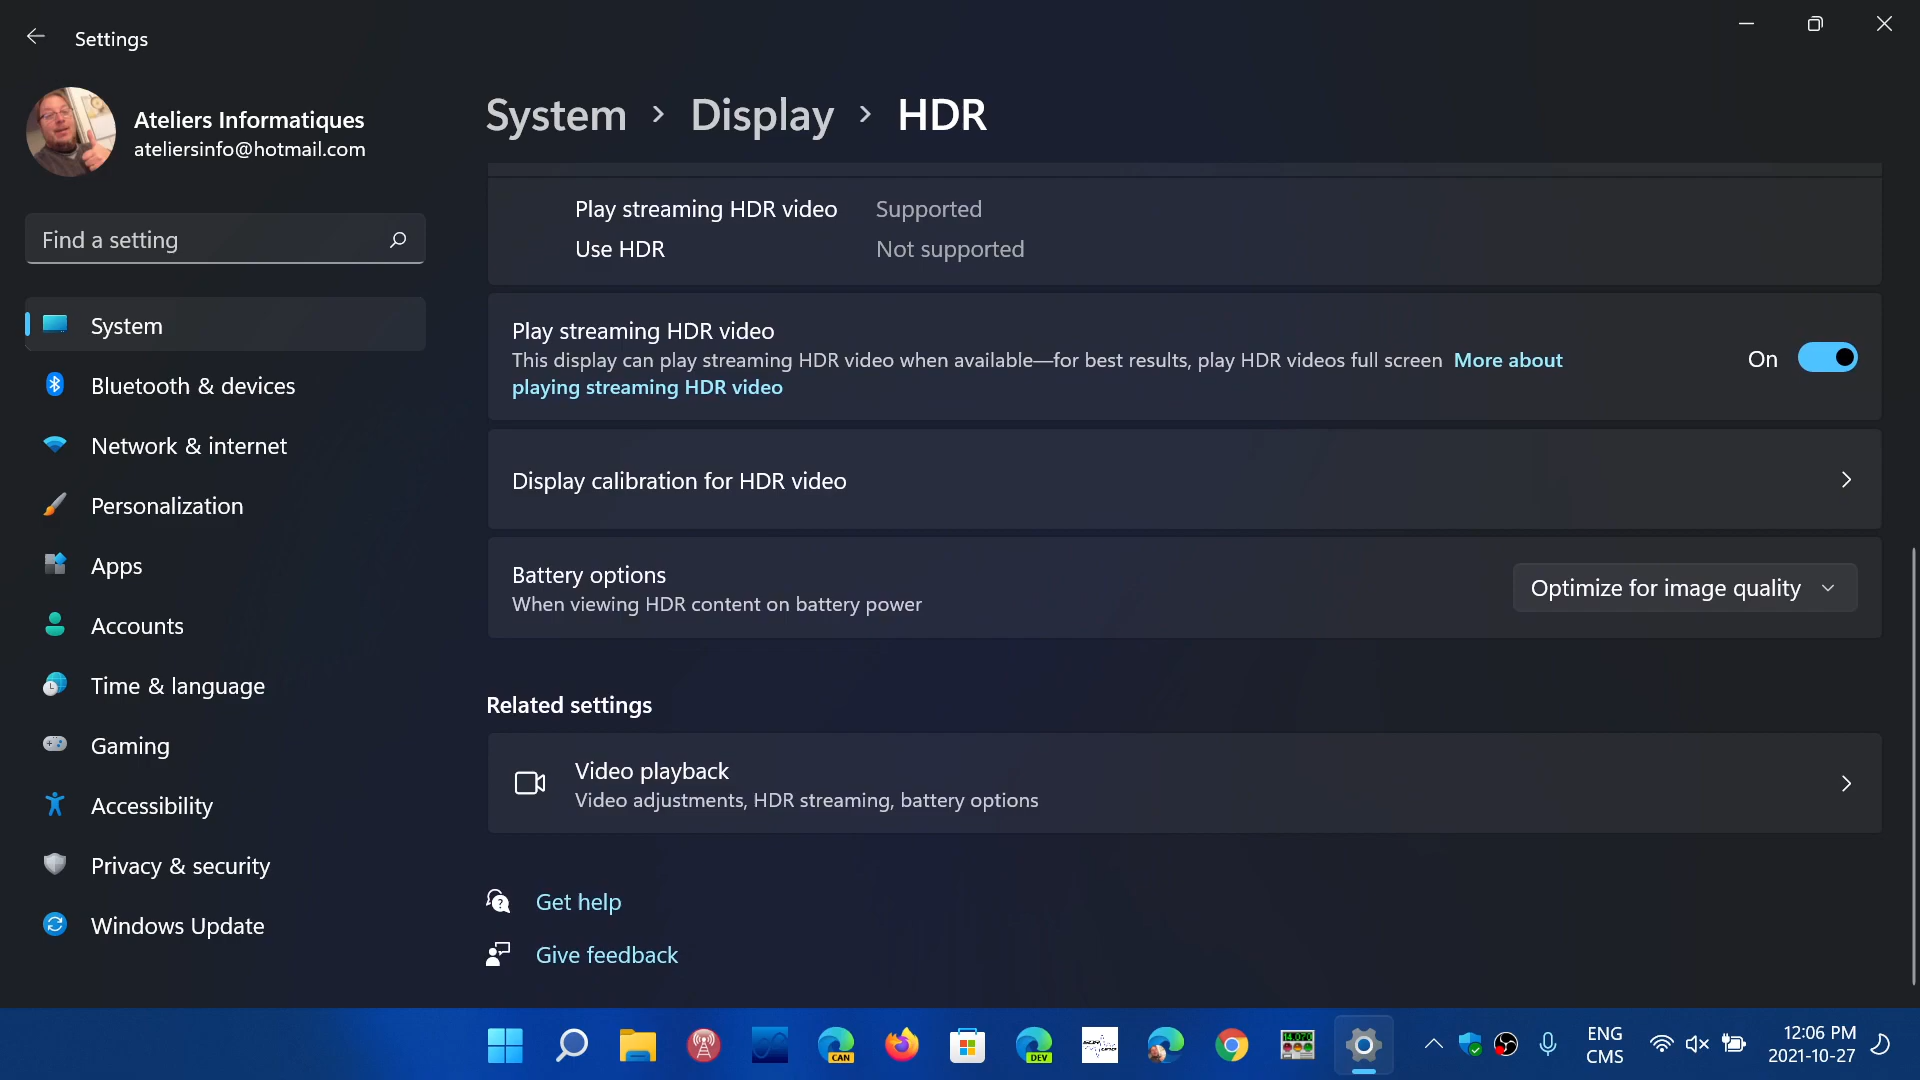 Settings
Ateliers Informatiques
ateliersinfo@hotmail.com
Find a setting
System
Bluetooth & devices
Network & internet
Personalization
Apps
Accounts
Time & language
Gaming
Accessibility
Privacy & security
Windows Update
System > Display > HDR
Play streaming HDR video Supported
Use HDR Not supported
Play streaming HDR video
This display can play streaming HDR video when available—for best results, play HDR videos full screen More about
playing streaming HDR video
On
Display calibration for HDR video
Battery options
When viewing HDR content on battery power
Optimize for image quality
Related settings
Video playback
Video adjustments, HDR streaming, battery options
Get help
Give feedback
CAN
DEV
14.070
ENG
CMS
12:06 PM
2021-10-27